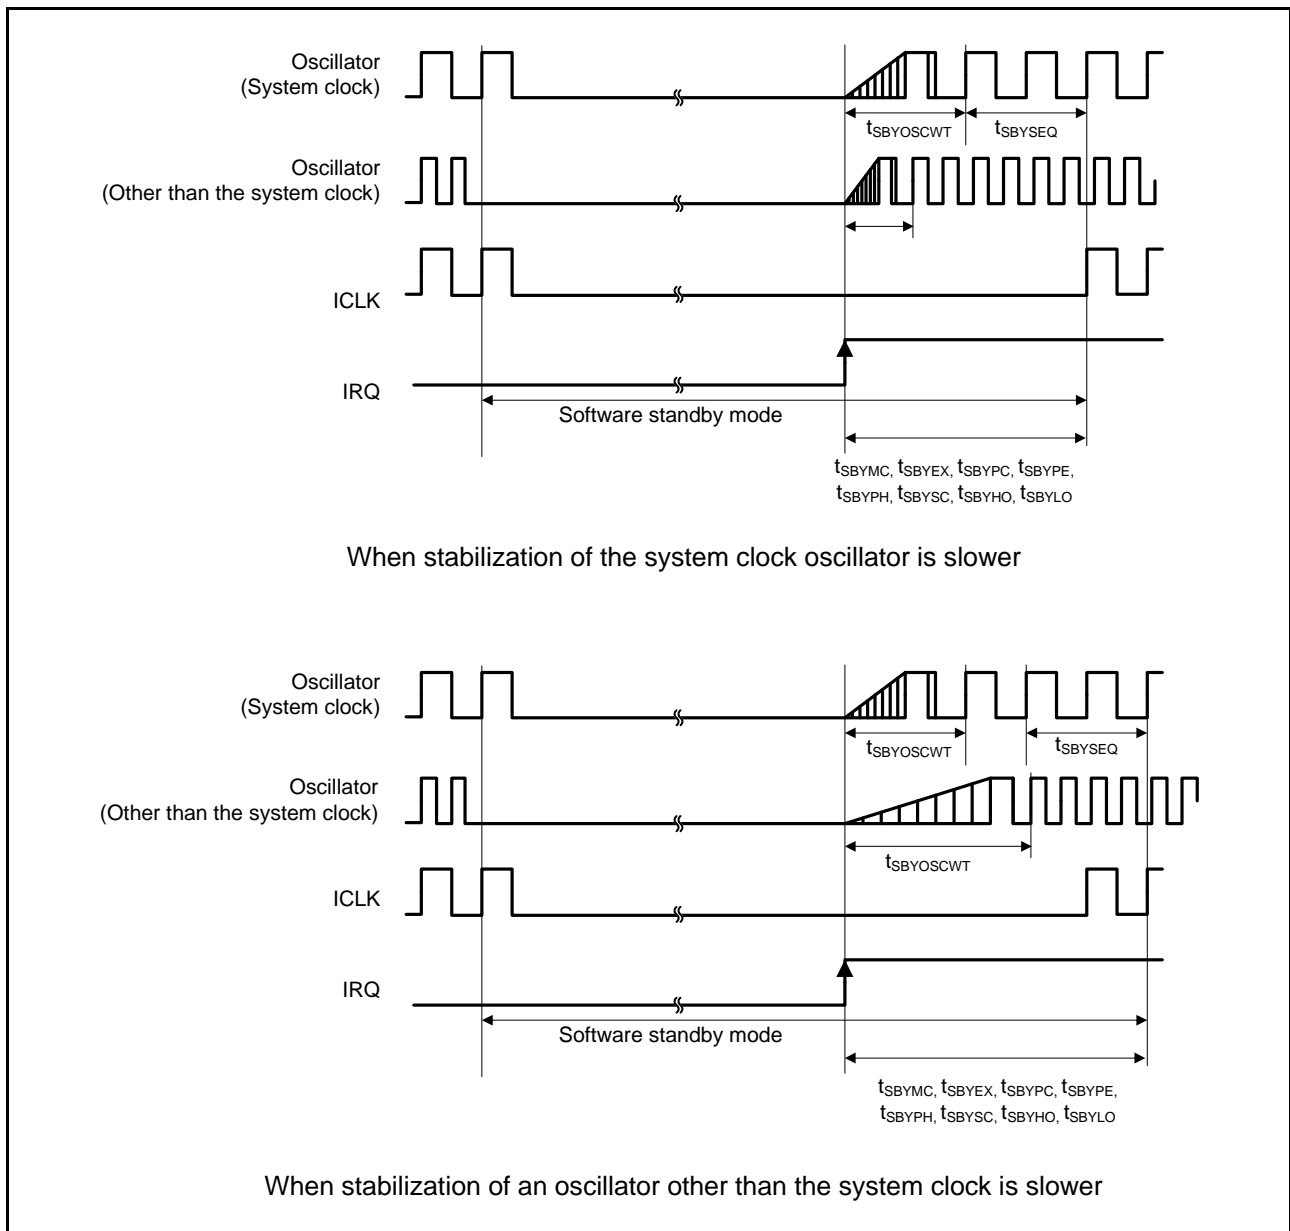 Oscillator
(System clock)
tSBYOSCWT
tSBYSEQ
Oscillator
(Other than the system clock)
ICLK
IRQ
Software standby mode
tSBYMC, tSBYEX, tSBYPC, tSBYPE,
tSBYPH, tSBYSC, tSBYHO, tSBYLO
When stabilization of the system clock oscillator is slower
Oscillator
(System clock)
tSBYOSCWT
tSBYSEQ
Oscillator
(Other than the system clock)
tSBYOSCWT
ICLK
IRQ
Software standby mode
tSBYMC, tSBYEX, tSBYPC, tSBYPE,
tSBYPH, tSBYSC, tSBYHO, tSBYLO
When stabilization of an oscillator other than the system clock is slower